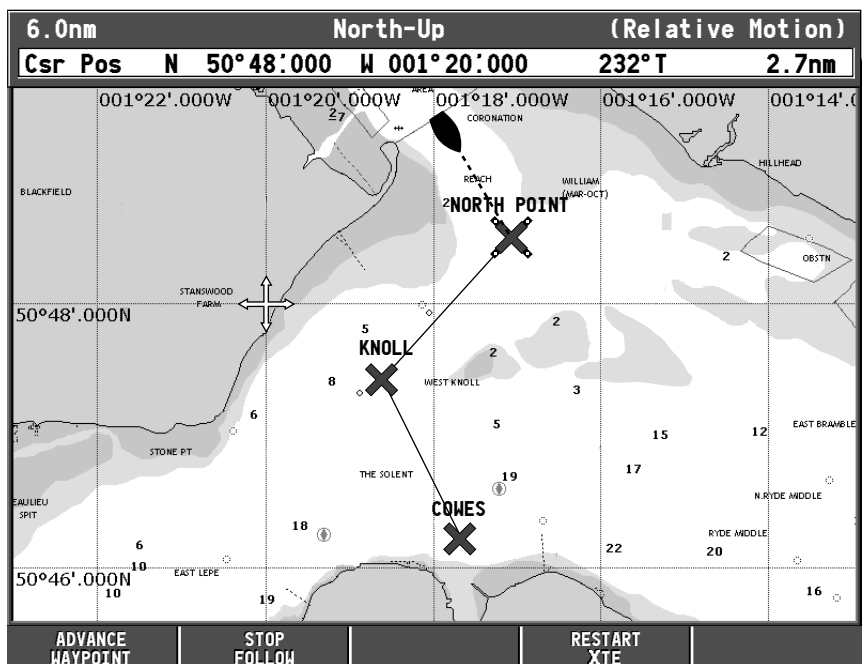 6.0nm North-Up (Relative Motion)
Csr Pos N 50°48'.000 W 001°20'.000 232°T 2.7nm
AREA
001°22'.000W 001°20'.000W 001°18'.000W 001°16'.000W 001°14'.0
27
CORONATION
HILLHEAD
REACH
WILLIAM
(MAR-OCT)
BLACKFIELD
2
NORTH POINT
2
OBSTN
STANSWOOD
FARM
50°48'.000N
5
2
KNOLL
2
8
WEST KNOLL
3
6
5
15
12
EAST BRAMBLE
STONE PT
THE SOLENT
19
17
EAULIEU
SPIT
N.RYDE MIDDLE
COWES
18
RYDE MIDDLE
6
22
20
10
EAST LEPE
50°46'.000N
10
19
16
ADVANCE
WAYPOINT
STOP
FOLLOW
RESTART
XTE